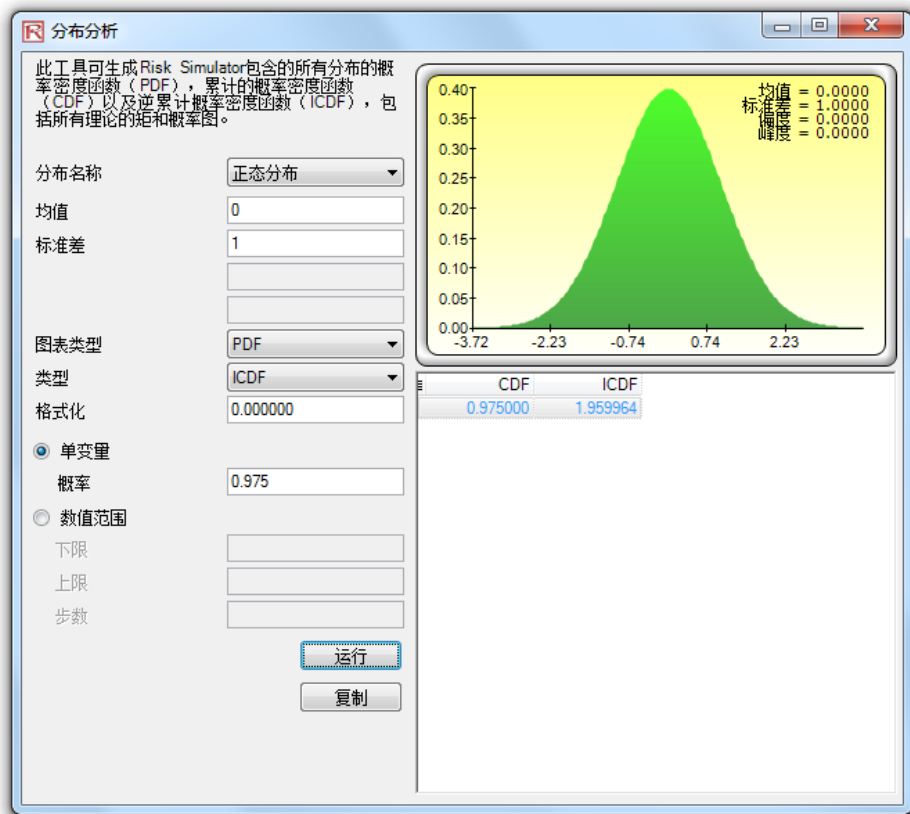 分布分析
此工具可生成Risk Simulator包含的所有分布的概
率密度函数（PDF），累计的概率密度函数
（CDF）以及逆累计概率密度函数（ICDF），包
括所有理论的矩和概率图。
分布名称
正态分布
均值
0
标准差
1
图表类型
PDF
类型
ICDF
格式化
0.000000
单变量
概率
0.975
数值范围
下限
上限
步数
运行
复制
均值 = 0.0000
标准差 = 1.0000
偏度 = 0.0000
峰度 = 0.0000
0.40
0.35
0.30
0.25
0.20
0.15
0.10
0.05
0.00
-3.72 -2.23 -0.74 0.74 2.23
CDF ICDF
0.975000 1.959964